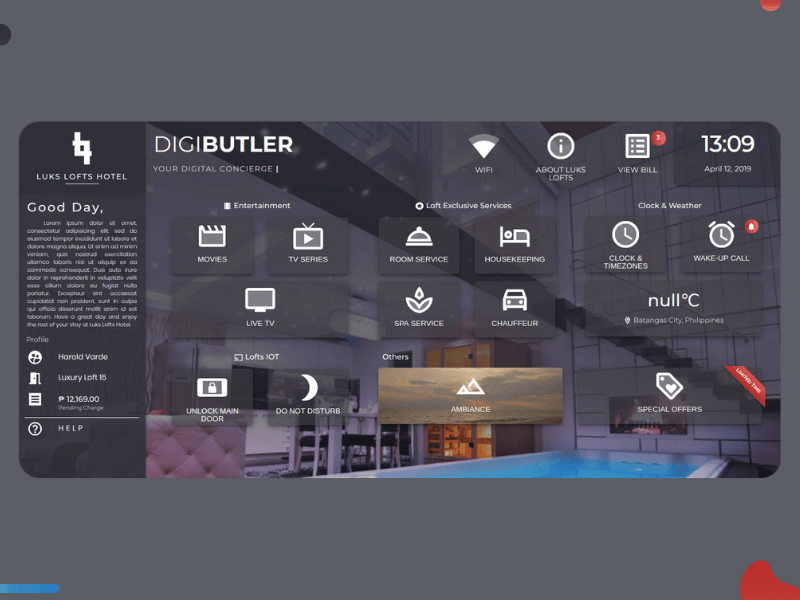 LUKS LOFTS HOTEL
Good Day,
Lorem ipsum dolor sit amet,
consectetur adipisicing elit, sed do
eiusmod tempor incididunt ut labore et
dolore magna aliqua. Ut enim ad minim
veniam, quis nostrud exercitation
ullamco laboris nisi ut aliquip ex ea
commodo consequat. Duis aute irure
dolor in reprehenderit in voluptate velit
esse cillum dolore eu fugiat nulla
pariatur. Excepteur sint occaecat
cupidatat non proident, sunt in culpa
qui officia deserunt mollit anim id est
laborum. Have a great day and enjoy
the rest of your stay at Luks Lofts Hotel.
Profile
Harold Varde
Luxury Loft 15
₱ 12,169.00
Pending Charge
HELP
DIGIBUTLER
YOUR DIGITAL CONCIERGE |
WIFI
ABOUT LUKS
LOFTS
3
VIEW BILL
13:09
April 12, 2019
Entertainment
MOVIES
TV SERIES
LIVE TV
Loft Exclusive Services
ROOM SERVICE
HOUSEKEEPING
SPA SERVICE
CHAUFFEUR
Clock & Weather
CLOCK &
TIMEZONES
WAKE-UP CALL
null°C
Batangas City, Philippines
Lofts IOT
UNLOCK MAIN
DOOR
DO NOT DISTURB
Others
AMBIANCE
SPECIAL OFFERS
LIMITED TIME